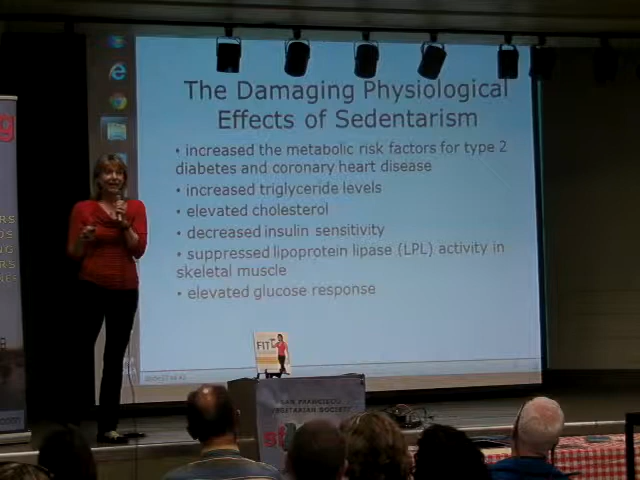 The Damaging Physiological
Effects of Sedentarism
• increased the metabolic risk factors for type 2
diabetes and coronary heart disease
• increased triglyceride levels
• elevated cholesterol
• decreased insulin sensitivity
• suppressed lipoprotein lipase (LPL) activity in
skeletal muscle
• elevated glucose response
FIT
SAN FRANCISCO
VEGETARIAN SOCIETY